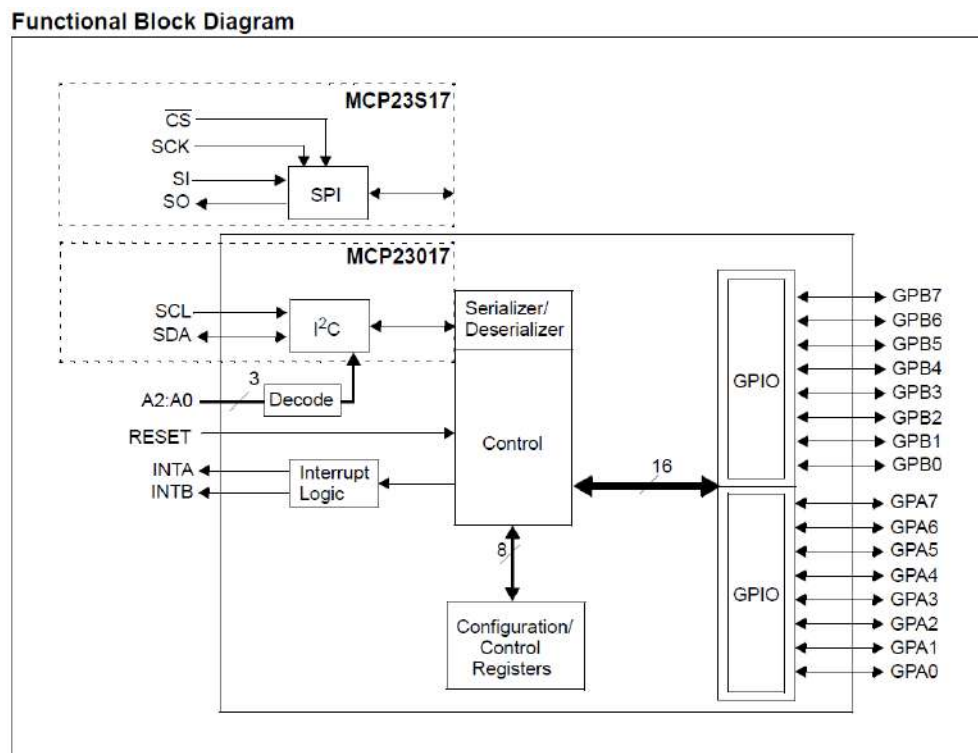 Functional Block Diagram
MCP23S17
CS
SCK
SI
SO
SPI
MCP23017
SCL
SDA
I²C
Serializer/
Deserializer
3
A2:A0
Decode
RESET
Control
INTA
INTB
Interrupt
Logic
16
8
Configuration/
Control
Registers
GPIO
GPB7
GPB6
GPB5
GPB4
GPB3
GPB2
GPB1
GPB0
GPIO
GPA7
GPA6
GPA5
GPA4
GPA3
GPA2
GPA1
GPA0